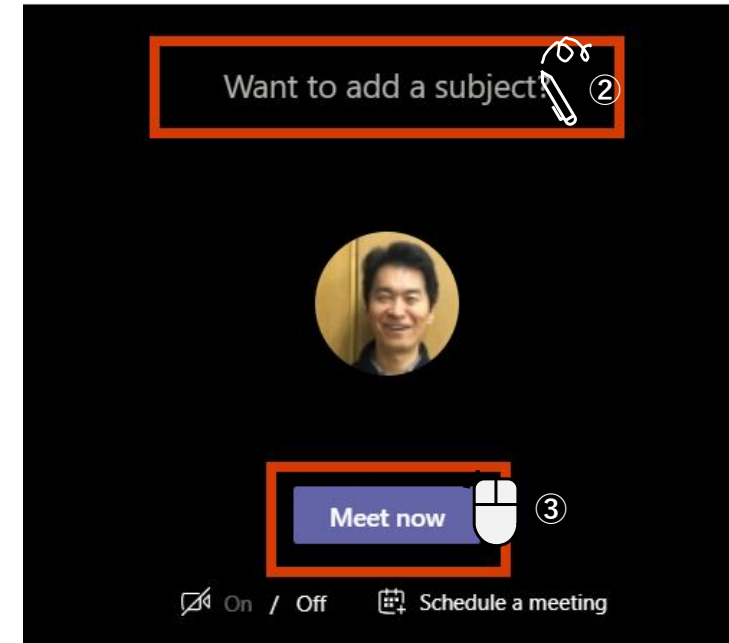 Want to add a subject? ②
Meet now ③
On / Off Schedule a meeting